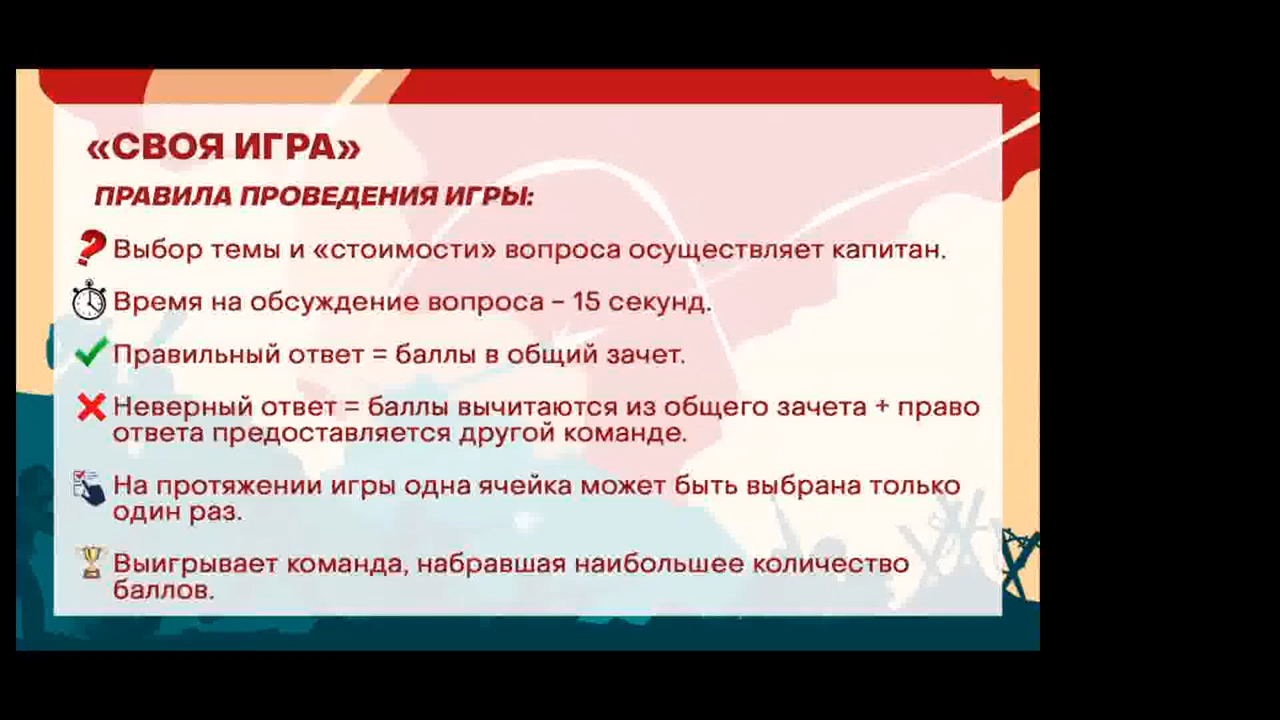 «СВОЯ ИГРА»
ПРАВИЛА ПРОВЕДЕНИЯ ИГРЫ:
Выбор темы и «стоимости» вопроса осуществляет капитан.
Время на обсуждение вопроса – 15 секунд.
Правильный ответ = баллы в общий зачет.
Неверный ответ = баллы вычитаются из общего зачета + право
ответа предоставляется другой команде.
На протяжении игры одна ячейка может быть выбрана только
один раз.
Выигрывает команда, набравшая наибольшее количество
баллов.